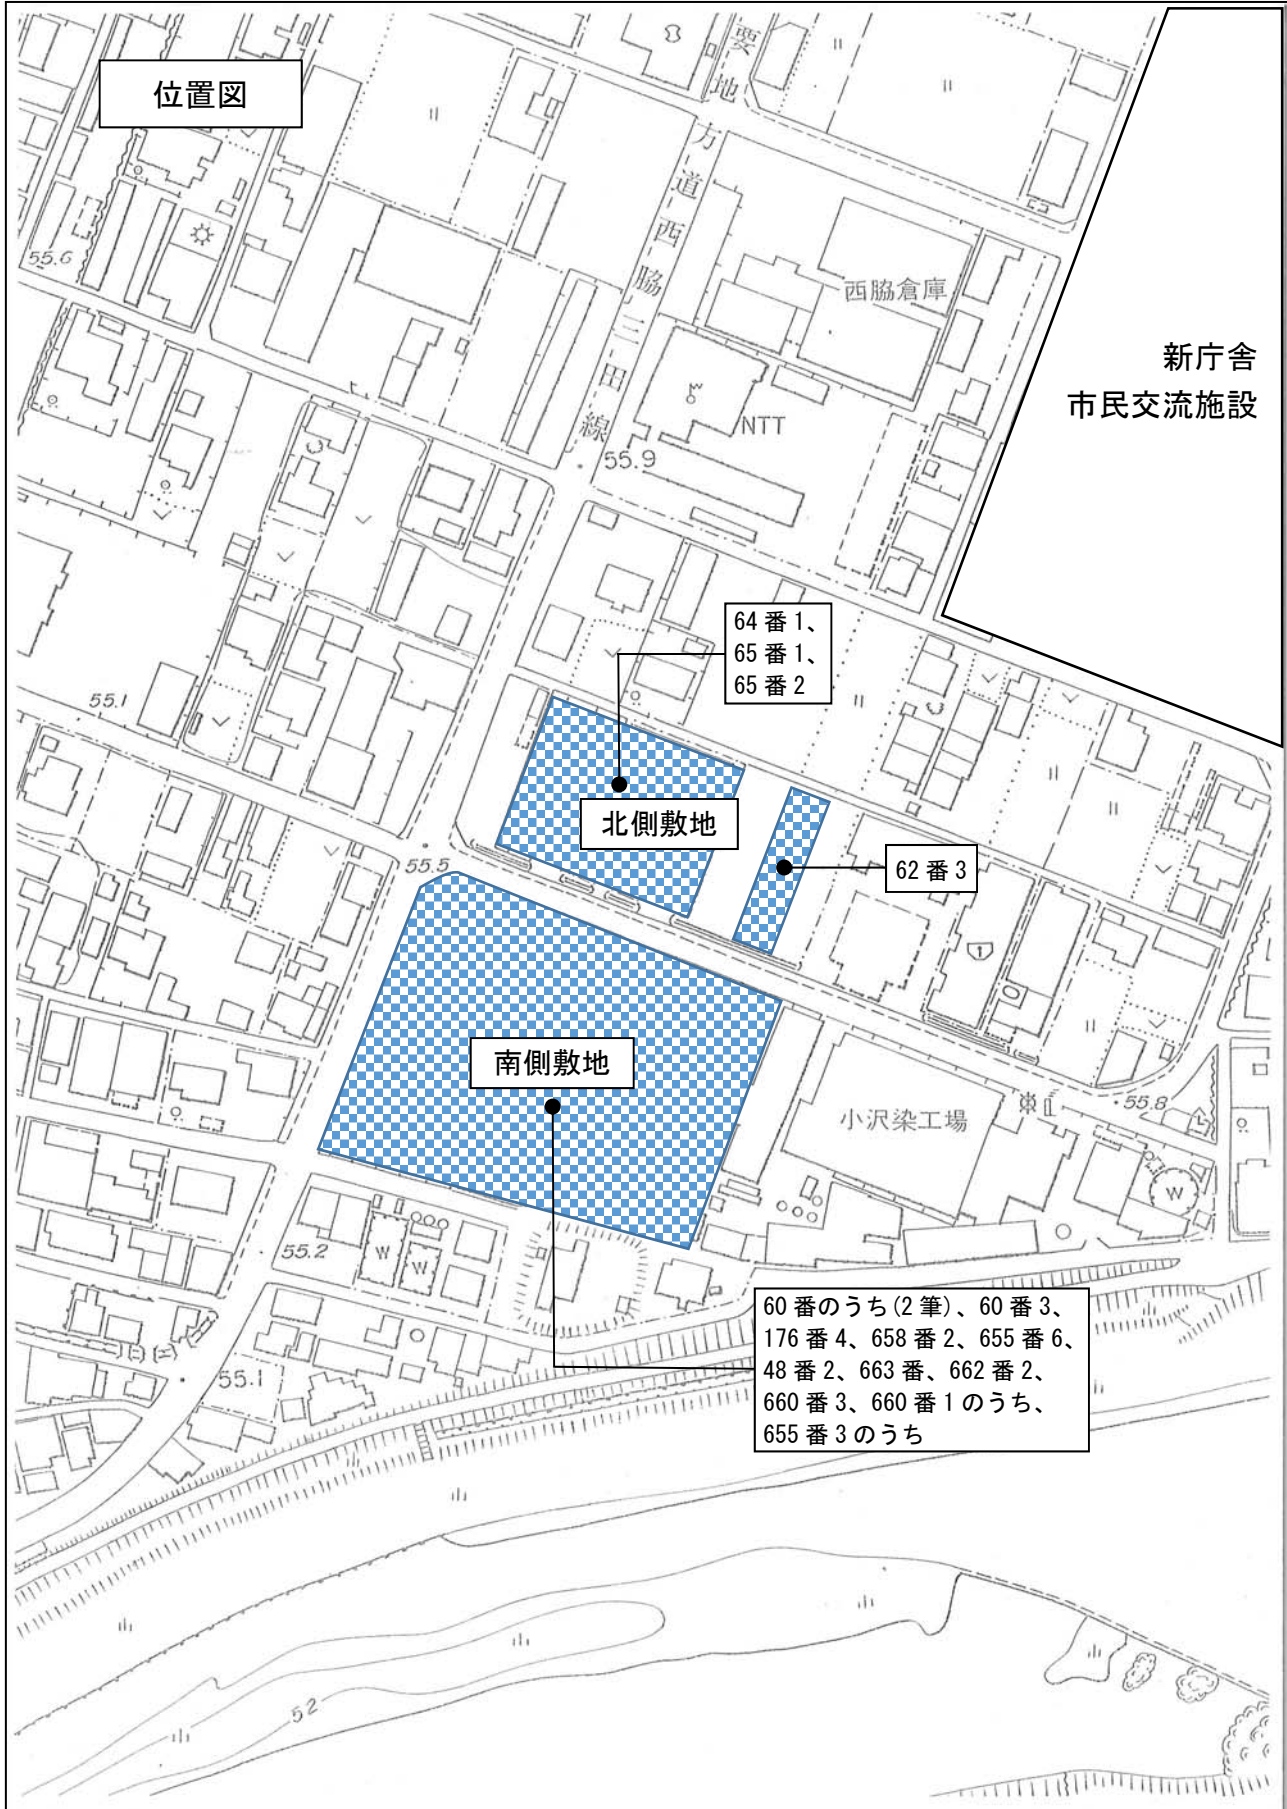 位置図
要地方道西脇三田線
55.6
西脇倉庫
新庁舎
市民交流施設
NTT
55.9
64番1、
65番1、
65番2
55.1
北側敷地
55.5
62番3
南側敷地
小沢染工場
55.8
W
55.2
W
W
60番のうち(2筆)、60番3、
176番4、658番2、655番6、
48番2、663番、662番2、
660番3、660番1のうち、
655番3のうち
55.1
52